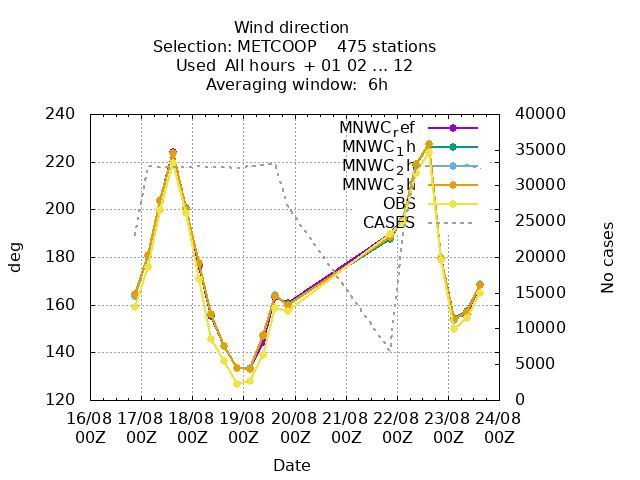 Wind direction
Selection: METCOOP 475 stations
Used All hours + 01 02 ... 12
Averaging window: 6h
240
220
200
180
160
140
120
deg
40000
35000
30000
25000
20000
15000
10000
5000
0
No cases
MNWC_ref
MNWC_1h
MNWC_2h
MNWC_3h
OBS
CASES
16/08 17/08 18/08 19/08 20/08 21/08 22/08 23/08 24/08
00Z 00Z 00Z 00Z 00Z 00Z 00Z 00Z 00Z
Date